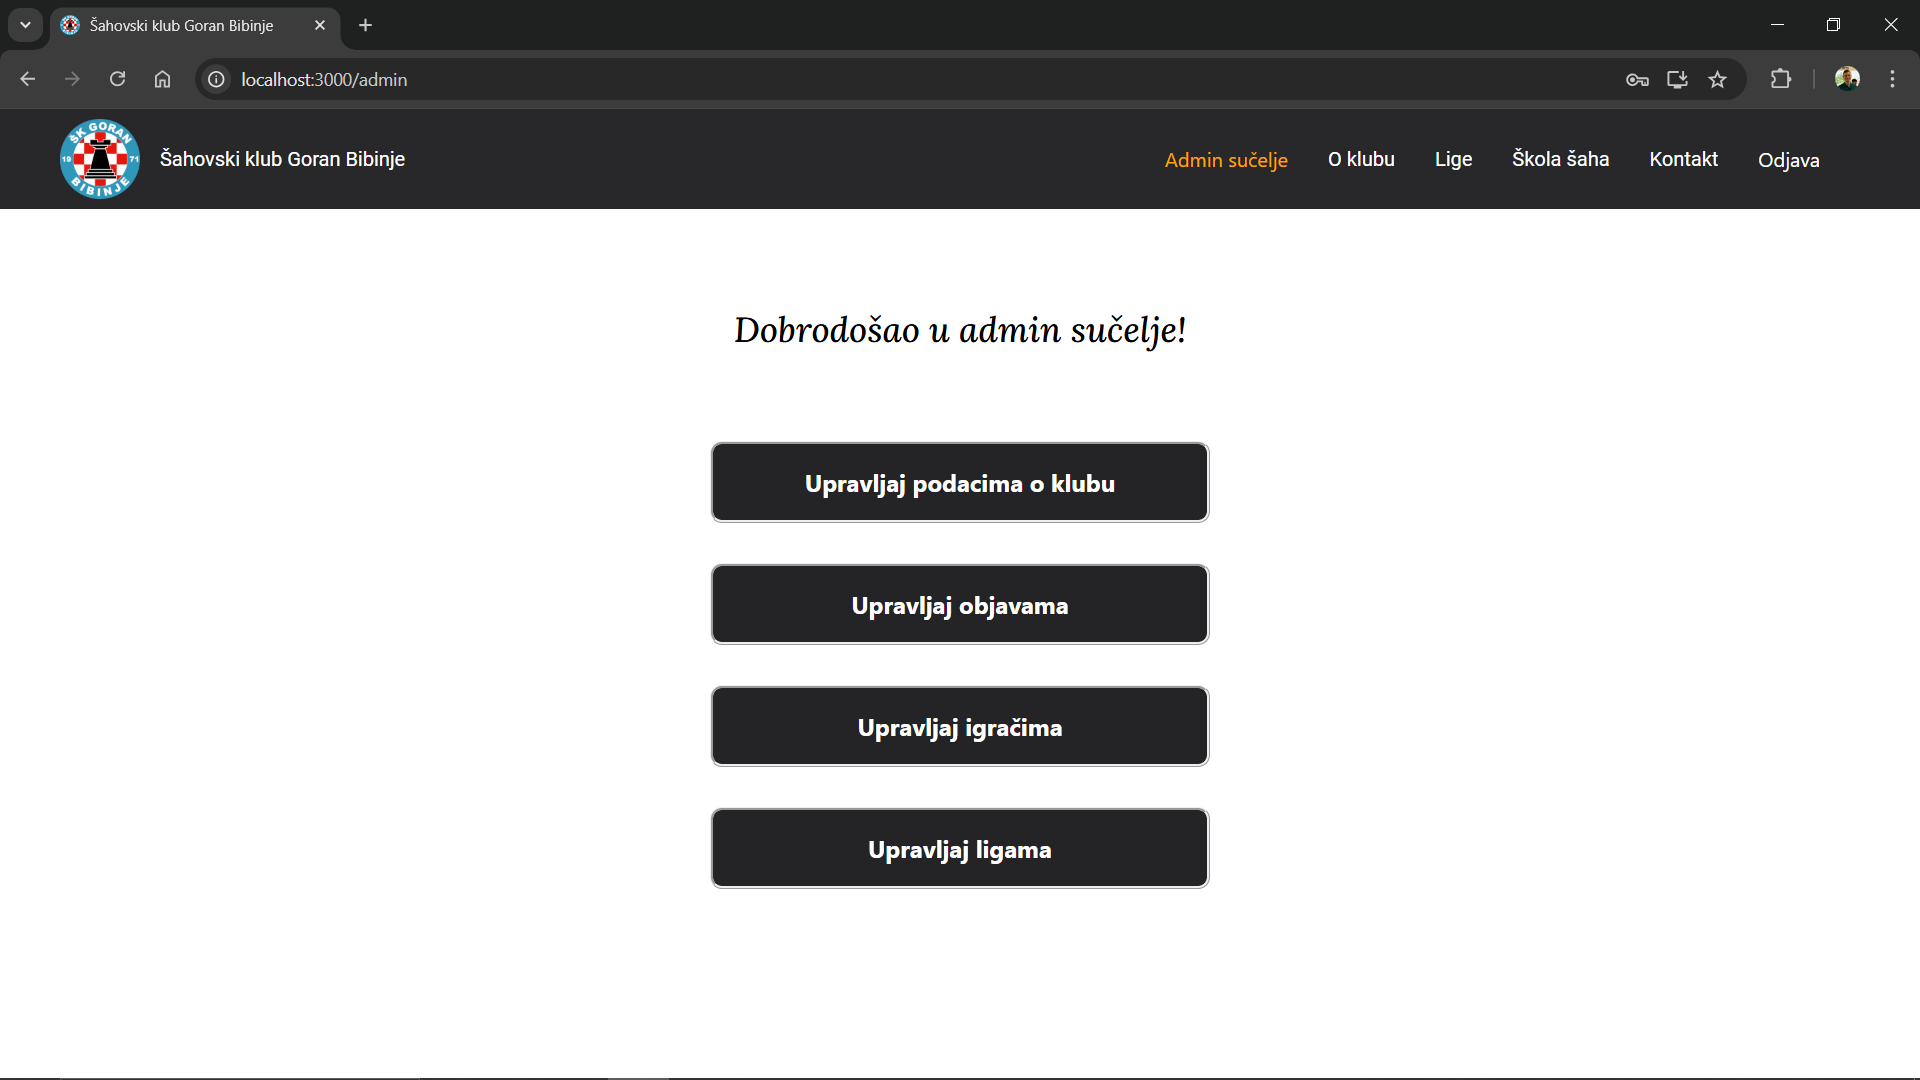 Šahovski klub Goran Bibinje
localhost:3000/admin
ŠK GORAN
19 71
BIBINJE
Šahovski klub Goran Bibinje
Admin sučelje
O klubu
Lige
Škola šaha
Kontakt
Odjava
Dobrodošao u admin sučelje!
Upravljaj podacima o klubu
Upravljaj objavama
Upravljaj igračima
Upravljaj ligama